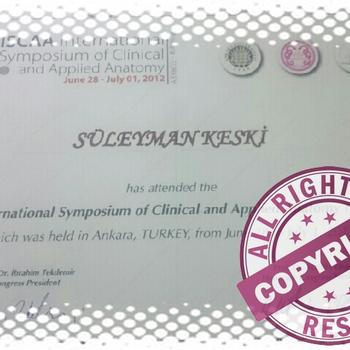 International
Symposium of Clinical
and Applied Anatomy
June 28 - July 01, 2012
TURKEY
SÜLEYMAN KESKİ
has attended the
rnational Symposium of Clinical and App
hich was held in Ankara, TURKEY, from Jun
Dr. Ibrahim Tekdemir
ongress President
ALL RIGHT
COPYRI
RES